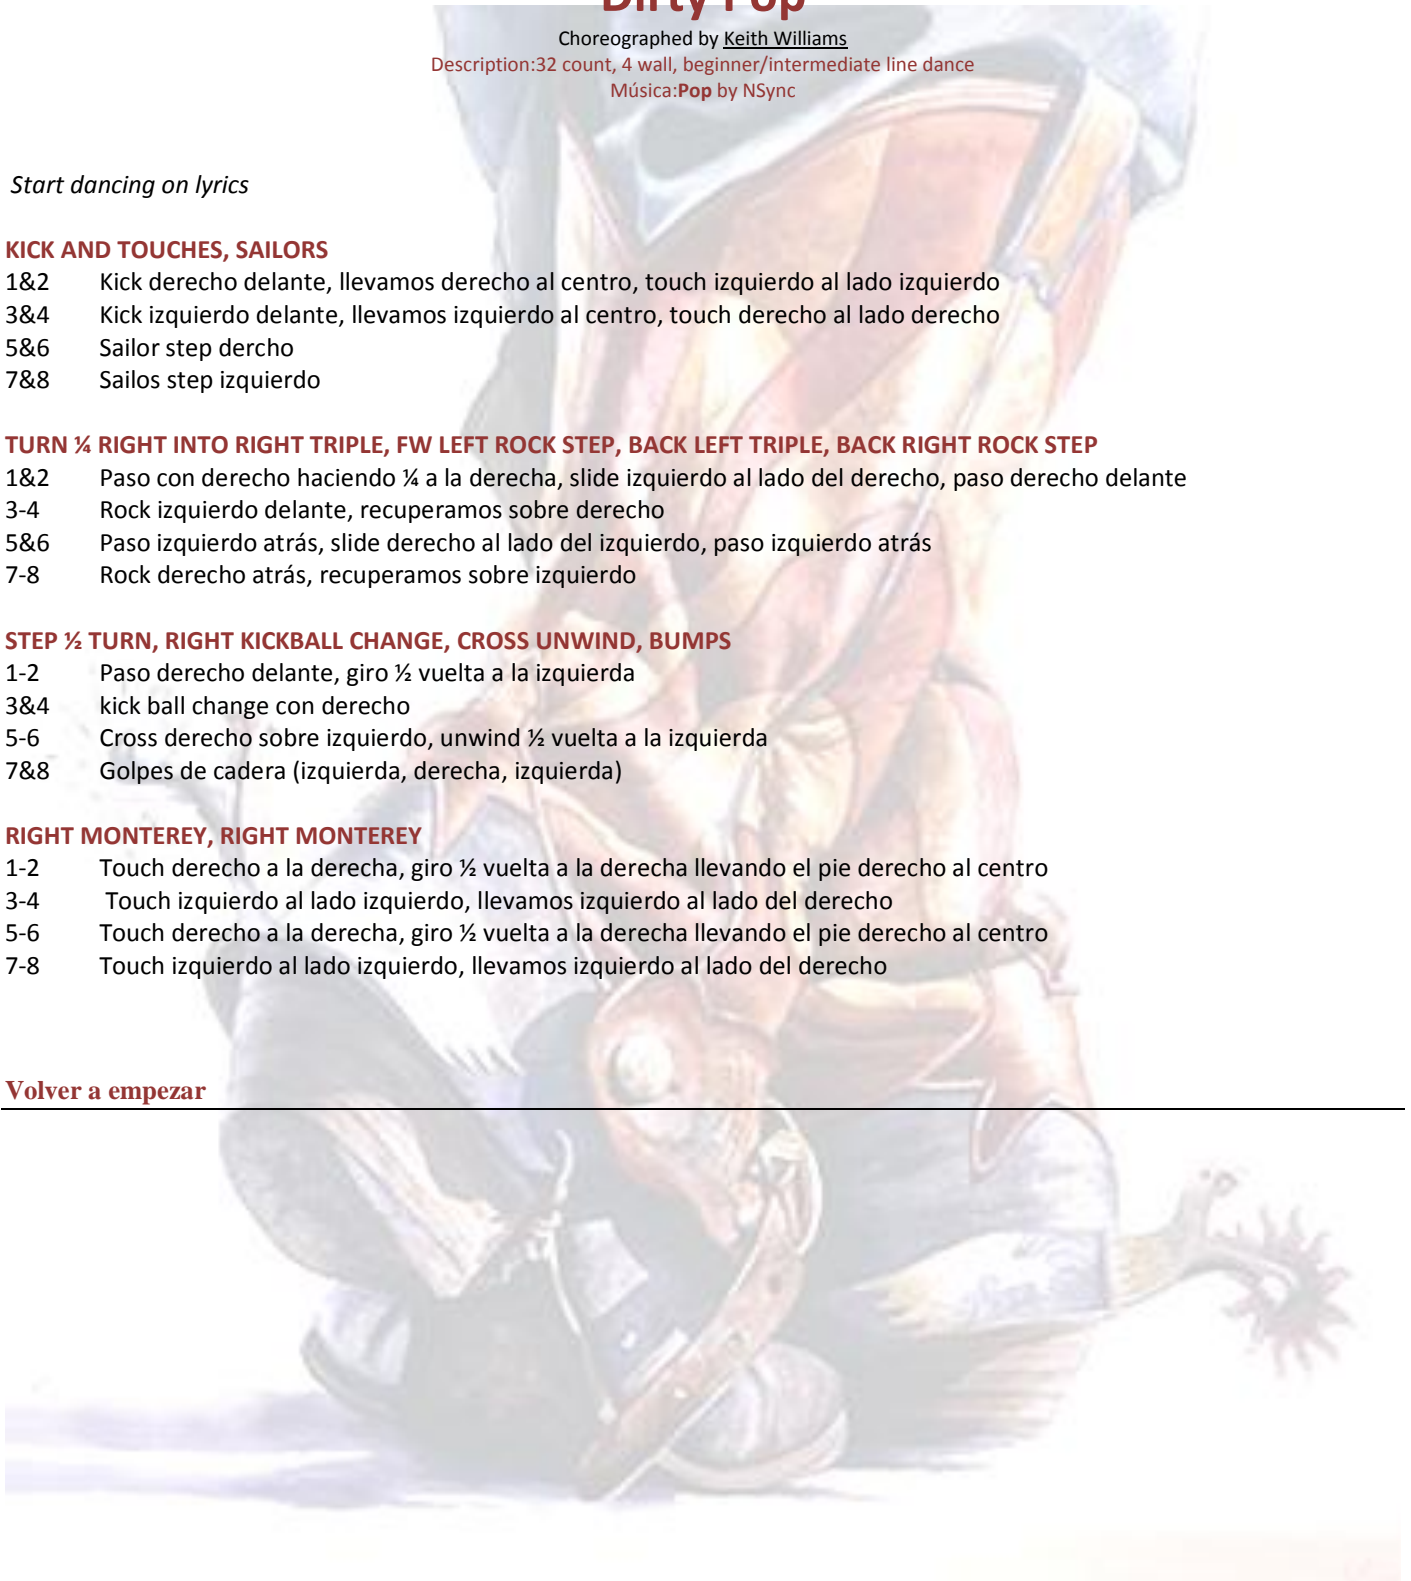 Dirty Pop
Choreographed by Keith Williams
Description:32 count, 4 wall, beginner/intermediate line dance
Música:Pop by NSync
Start dancing on lyrics
KICK AND TOUCHES, SAILORS
1&2 Kick derecho delante, llevamos derecho al centro, touch izquierdo al lado izquierdo
3&4 Kick izquierdo delante, llevamos izquierdo al centro, touch derecho al lado derecho
5&6 Sailor step dercho
7&8 Sailos step izquierdo
TURN ¼ RIGHT INTO RIGHT TRIPLE, FW LEFT ROCK STEP, BACK LEFT TRIPLE, BACK RIGHT ROCK STEP
1&2 Paso con derecho haciendo ¼ a la derecha, slide izquierdo al lado del derecho, paso derecho delante
3-4 Rock izquierdo delante, recuperamos sobre derecho
5&6 Paso izquierdo atrás, slide derecho al lado del izquierdo, paso izquierdo atrás
7-8 Rock derecho atrás, recuperamos sobre izquierdo
STEP ½ TURN, RIGHT KICKBALL CHANGE, CROSS UNWIND, BUMPS
1-2 Paso derecho delante, giro ½ vuelta a la izquierda
3&4 kick ball change con derecho
5-6 Cross derecho sobre izquierdo, unwind ½ vuelta a la izquierda
7&8 Golpes de cadera (izquierda, derecha, izquierda)
RIGHT MONTEREY, RIGHT MONTEREY
1-2 Touch derecho a la derecha, giro ½ vuelta a la derecha llevando el pie derecho al centro
3-4 Touch izquierdo al lado izquierdo, llevamos izquierdo al lado del derecho
5-6 Touch derecho a la derecha, giro ½ vuelta a la derecha llevando el pie derecho al centro
7-8 Touch izquierdo al lado izquierdo, llevamos izquierdo al lado del derecho
Volver a empezar